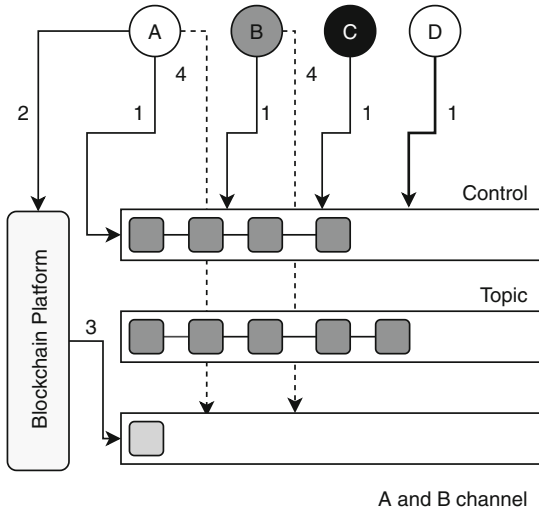 A
B
C
D
2
4
4
1
1
1
1
Control
Blockchain Platform
Topic
3
A and B channel